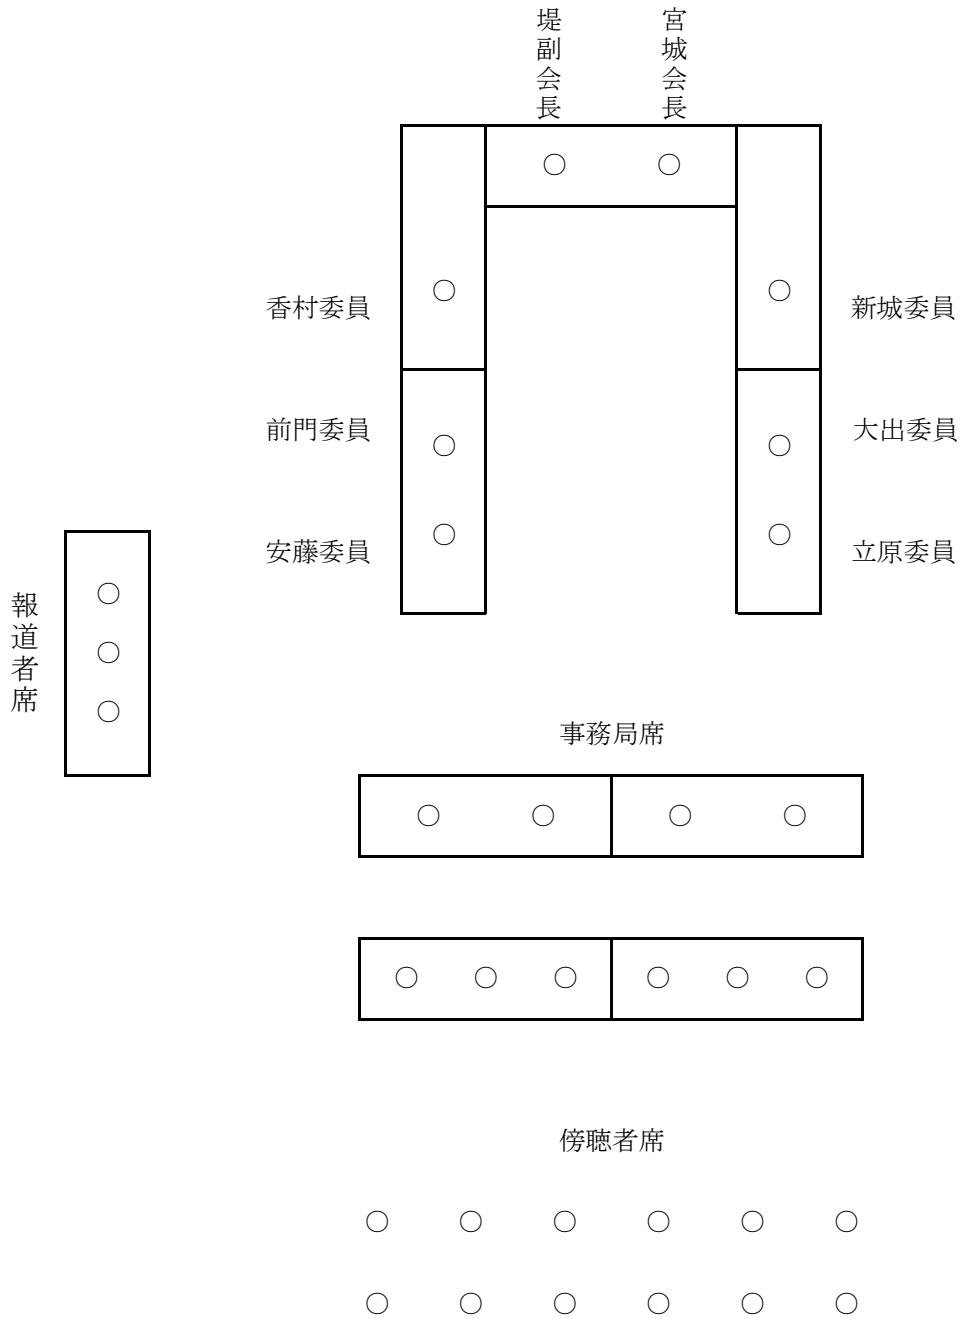 堤副会長
宮城会長
香村委員
新城委員
前門委員
大出委員
安藤委員
立原委員
報道者席
事務局席
傍聴者席